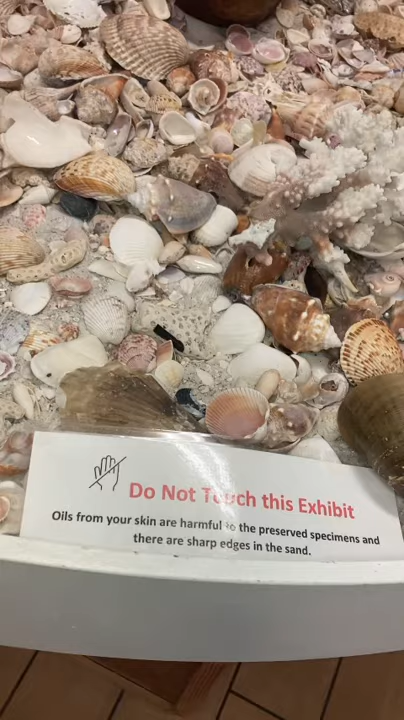 Do Not Touch this Exhibit
Oils from your skin are harmful to the preserved specimens and
there are sharp edges in the sand.